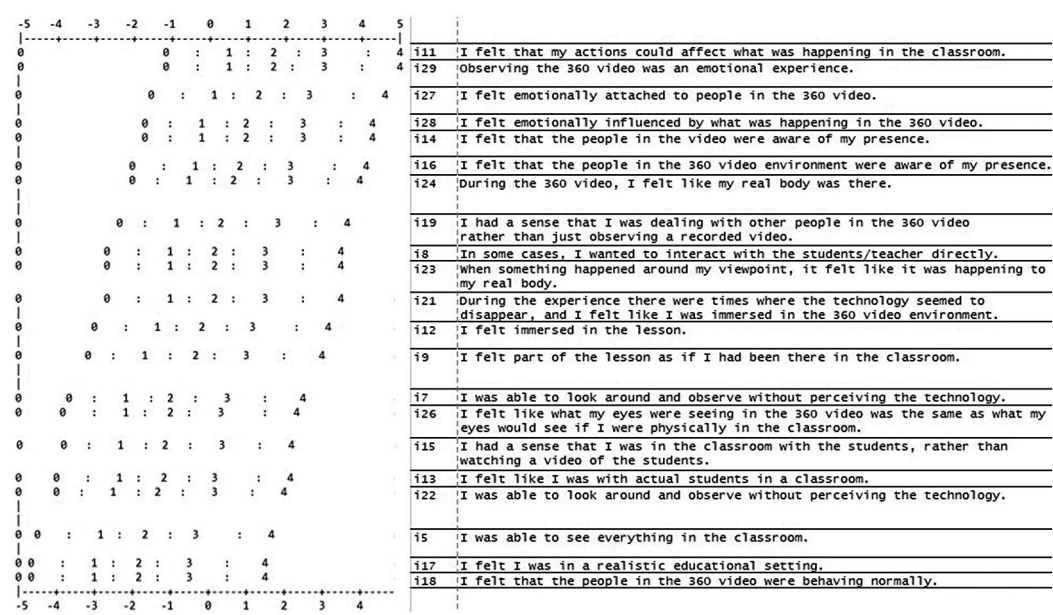 -5 -4 -3 -2 -1 0 1 2 3 4 5
|----+----+----+----+----+----+----+----+----+----|
0 0 : 1 : 2 : 3 : 4 i11 I felt that my actions could affect what was happening in the classroom.
0 0 : 1 : 2 : 3 : 4 i29 Observing the 360 video was an emotional experience.
|
0 0 : 1 : 2 : 3 : 4 i27 I felt emotionally attached to people in the 360 video.
|
0 0 : 1 : 2 : 3 : 4 i28 I felt emotionally influenced by what was happening in the 360 video.
0 0 : 1 : 2 : 3 : 4 i14 I felt that the people in the video were aware of my presence.
|
0 0 : 1 : 2 : 3 : 4 i16 I felt that the people in the 360 video environment were aware of my presence.
0 0 : 1 : 2 : 3 : 4 i24 During the 360 video, I felt like my real body was there.
|
|
0 0 : 1 : 2 : 3 : 4 i19 I had a sense that I was dealing with other people in the 360 video
| rather than just observing a recorded video.
0 0 : 1 : 2 : 3 : 4 i8 In some cases, I wanted to interact with the students/teacher directly.
0 0 : 1 : 2 : 3 : 4 i23 When something happened around my viewpoint, it felt like it was happening to
| my real body.
0 0 : 1 : 2 : 3 : 4 i21 During the experience there were times where the technology seemed to
| disappear, and I felt like I was immersed in the 360 video environment.
0 0 : 1 : 2 : 3 : 4 i12 I felt immersed in the lesson.
|
0 0 : 1 : 2 : 3 : 4 i9 I felt part of the lesson as if I had been there in the classroom.
|
|
0 0 : 1 : 2 : 3 : 4 i7 I was able to look around and observe without perceiving the technology.
0 0 : 1 : 2 : 3 : 4 i26 I felt like what my eyes were seeing in the 360 video was the same as what my
| eyes would see if I were physically in the classroom.
0 0 : 1 : 2 : 3 : 4 i15 I had a sense that I was in the classroom with the students, rather than
| watching a video of the students.
0 0 : 1 : 2 : 3 : 4 i13 I felt like I was with actual students in a classroom.
0 0 : 1 : 2 : 3 : 4 i22 I was able to look around and observe without perceiving the technology.
|
|
0 0 : 1 : 2 : 3 : 4 i5 I was able to see everything in the classroom.
|
0 0 : 1 : 2 : 3 : 4 i17 I felt I was in a realistic educational setting.
0 0 : 1 : 2 : 3 : 4 i18 I felt that the people in the 360 video were behaving normally.
|----+----+----+----+----+----+----+----+----+-----
-5 -4 -3 -2 -1 0 1 2 3 4